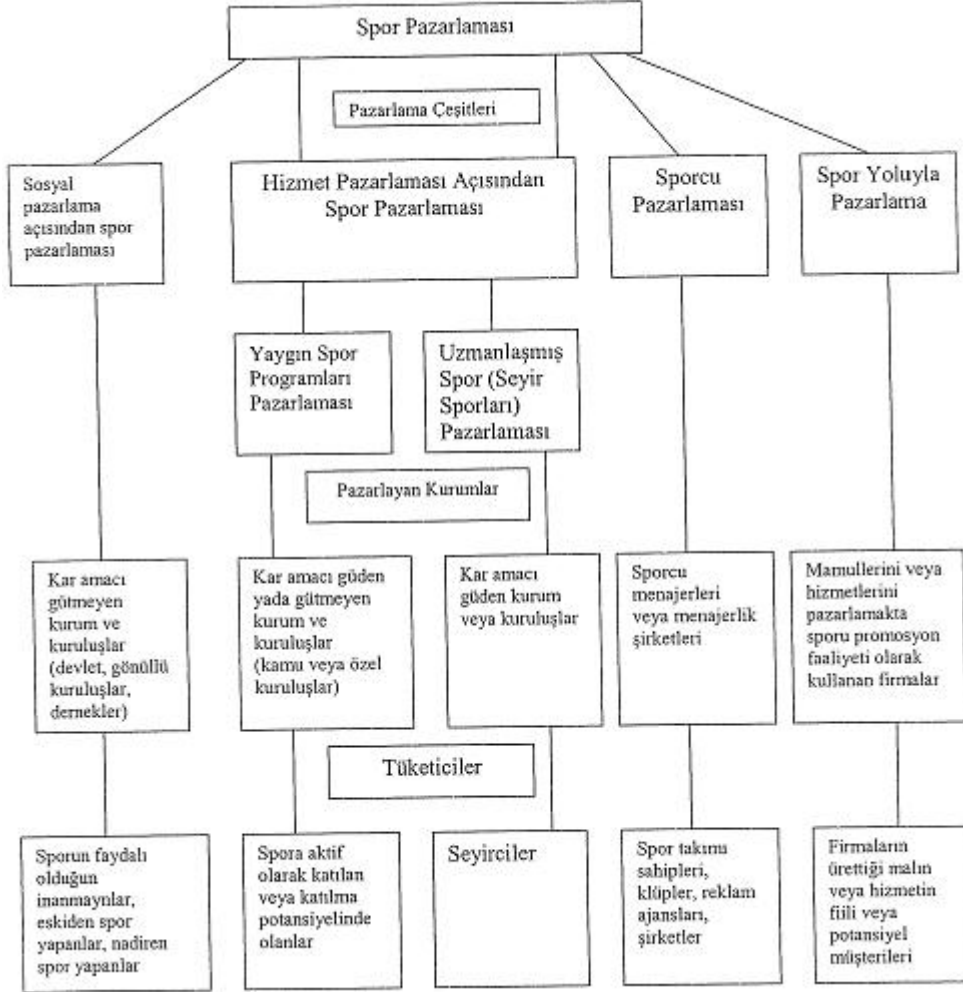 Spor Pazarlaması
Pazarlama Çeşitleri
Sosyal
pazarlama
açısından spor
pazarlaması
Hizmet Pazarlaması Açısından
Spor Pazarlaması
Sporcu
Pazarlaması
Spor Yoluyla
Pazarlama
Yaygın Spor
Programları
Pazarlaması
Uzmanlaşmış
Spor (Seyir
Sporları)
Pazarlaması
Pazarlayan Kurumlar
Kar amacı
gütmeyen
kurum ve
kuruluşlar
(devlet, gönüllü
kuruluşlar,
dernekler)
Kar amacı güden
yada gütmeyen
kurum ve
kuruluşlar
(kamu veya özel
kuruluşlar)
Kar amacı
güden kurum
veya kuruluşlar
Sporcu
menajerleri
veya menajerlik
şirketleri
Mamullerini veya
hizmetlerini
pazarlamakta
sporu promosyon
faaliyeti olarak
kullanan firmalar
Tüketiciler
Sporun faydalı
olduğun
inanmaynlar,
eskiden spor
yapanlar, nadiren
spor yapanlar
Spora aktif
olarak katılan
veya katılma
potansiyelinde
olanlar
Seyirciler
Spor takımı
sahipleri,
klüpler, reklam
ajansları,
şirketler
Firmaların
ürettiği malın
veya hizmetin
fiili veya
potansiyel
müşterileri